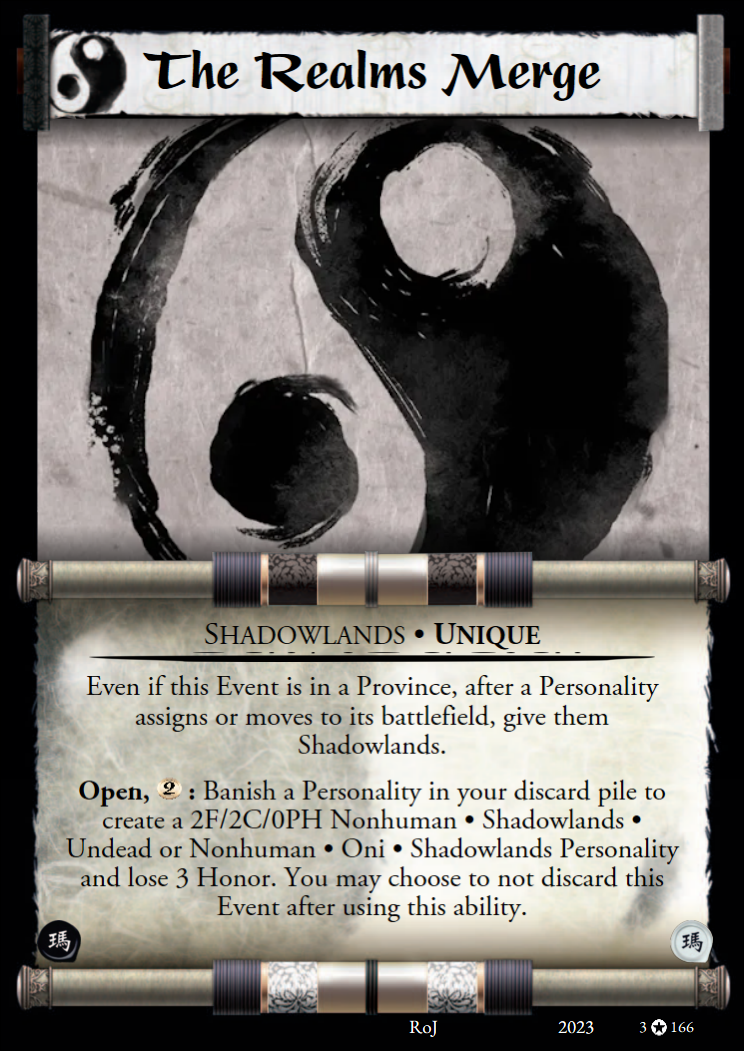 The Realms Merge
SHADOWLANDS • UNIQUE
Even if this Event is in a Province, after a Personality
assigns or moves to its battlefield, give them
Shadowlands.
Open, 2 : Banish a Personality in your discard pile to
create a 2F/2C/0PH Nonhuman • Shadowlands •
Undead or Nonhuman • Oni • Shadowlands Personality
and lose 3 Honor. You may choose to not discard this
Event after using this ability.
瑪 瑪
RoJ 2023 3 ✪ 166